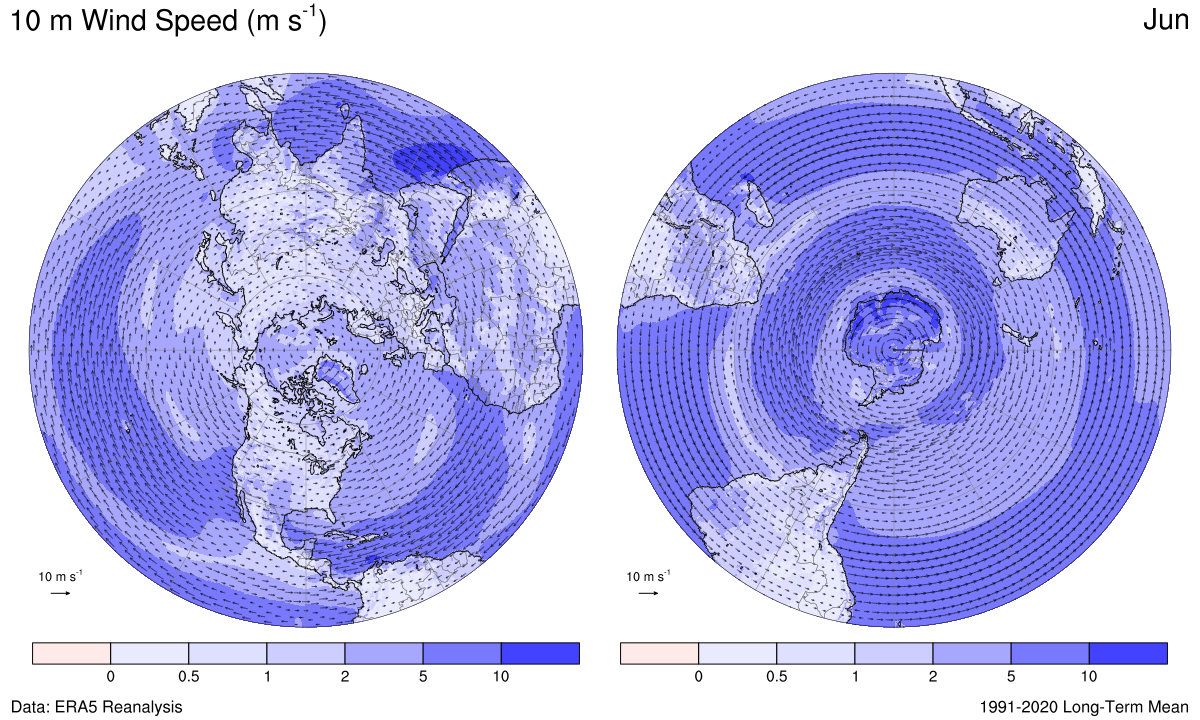 10 m Wind Speed (m s⁻¹)
Jun
10 m s⁻¹
10 m s⁻¹
0 0.5 1 2 5 10
0 0.5 1 2 5 10
Data: ERA5 Reanalysis
1991-2020 Long-Term Mean